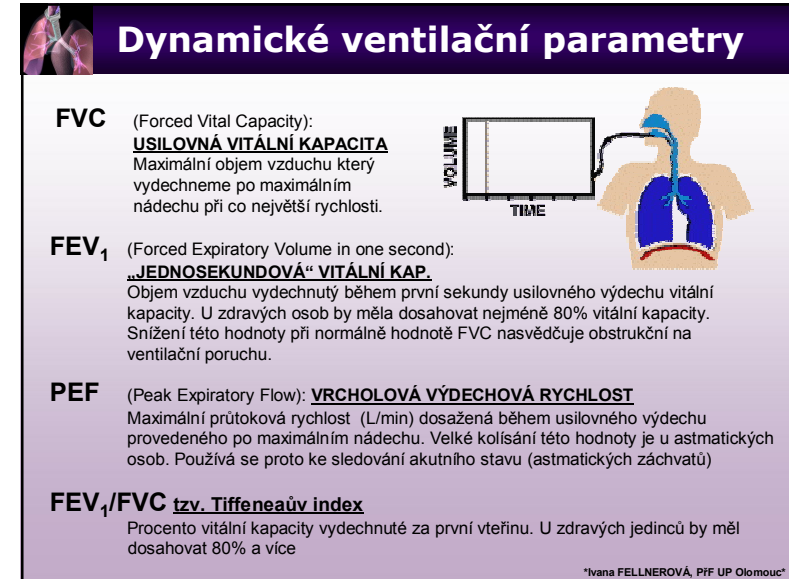 Dynamické ventilační parametry
FVC (Forced Vital Capacity):
USILOVNÁ VITÁLNÍ KAPACITA
Maximální objem vzduchu který
vydechneme po maximálním
nádechu při co největší rychlosti.
VOLUME
TIME
FEV₁ (Forced Expiratory Volume in one second):
„JEDNOSEKUNDOVÁ“ VITÁLNÍ KAP.
Objem vzduchu vydechnutý během první sekundy usilovného výdechu vitální
kapacity. U zdravých osob by měla dosahovat nejméně 80% vitální kapacity.
Snížení této hodnoty při normálně hodnotě FVC nasvědčuje obstrukční na
ventilační poruchu.
PEF (Peak Expiratory Flow): VRCHOLOVÁ VÝDECHOVÁ RYCHLOST
Maximální průtoková rychlost (L/min) dosažená během usilovného výdechu
provedeného po maximálním nádechu. Velké kolísání této hodnoty je u astmatických
osob. Používá se proto ke sledování akutního stavu (astmatických záchvatů)
FEV₁/FVC tzv. Tiffeneaův index
Procento vitální kapacity vydechnuté za první vteřinu. U zdravých jedinců by měl
dosahovat 80% a více
*Ivana FELLNEROVÁ, PřF UP Olomouc*